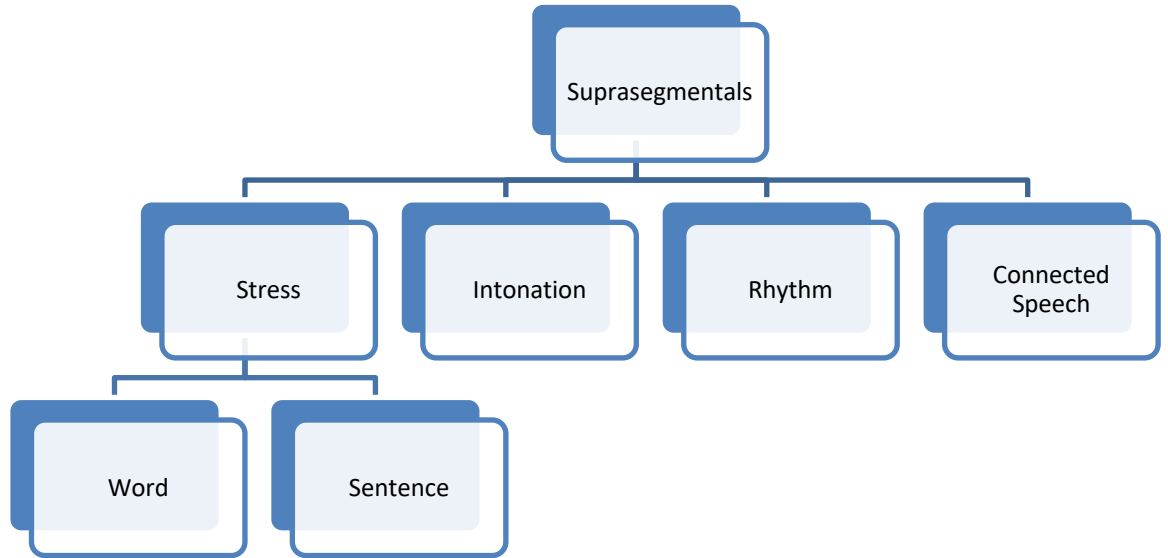 Suprasegmentals
Stress
Intonation
Rhythm
Connected
Speech
Word
Sentence